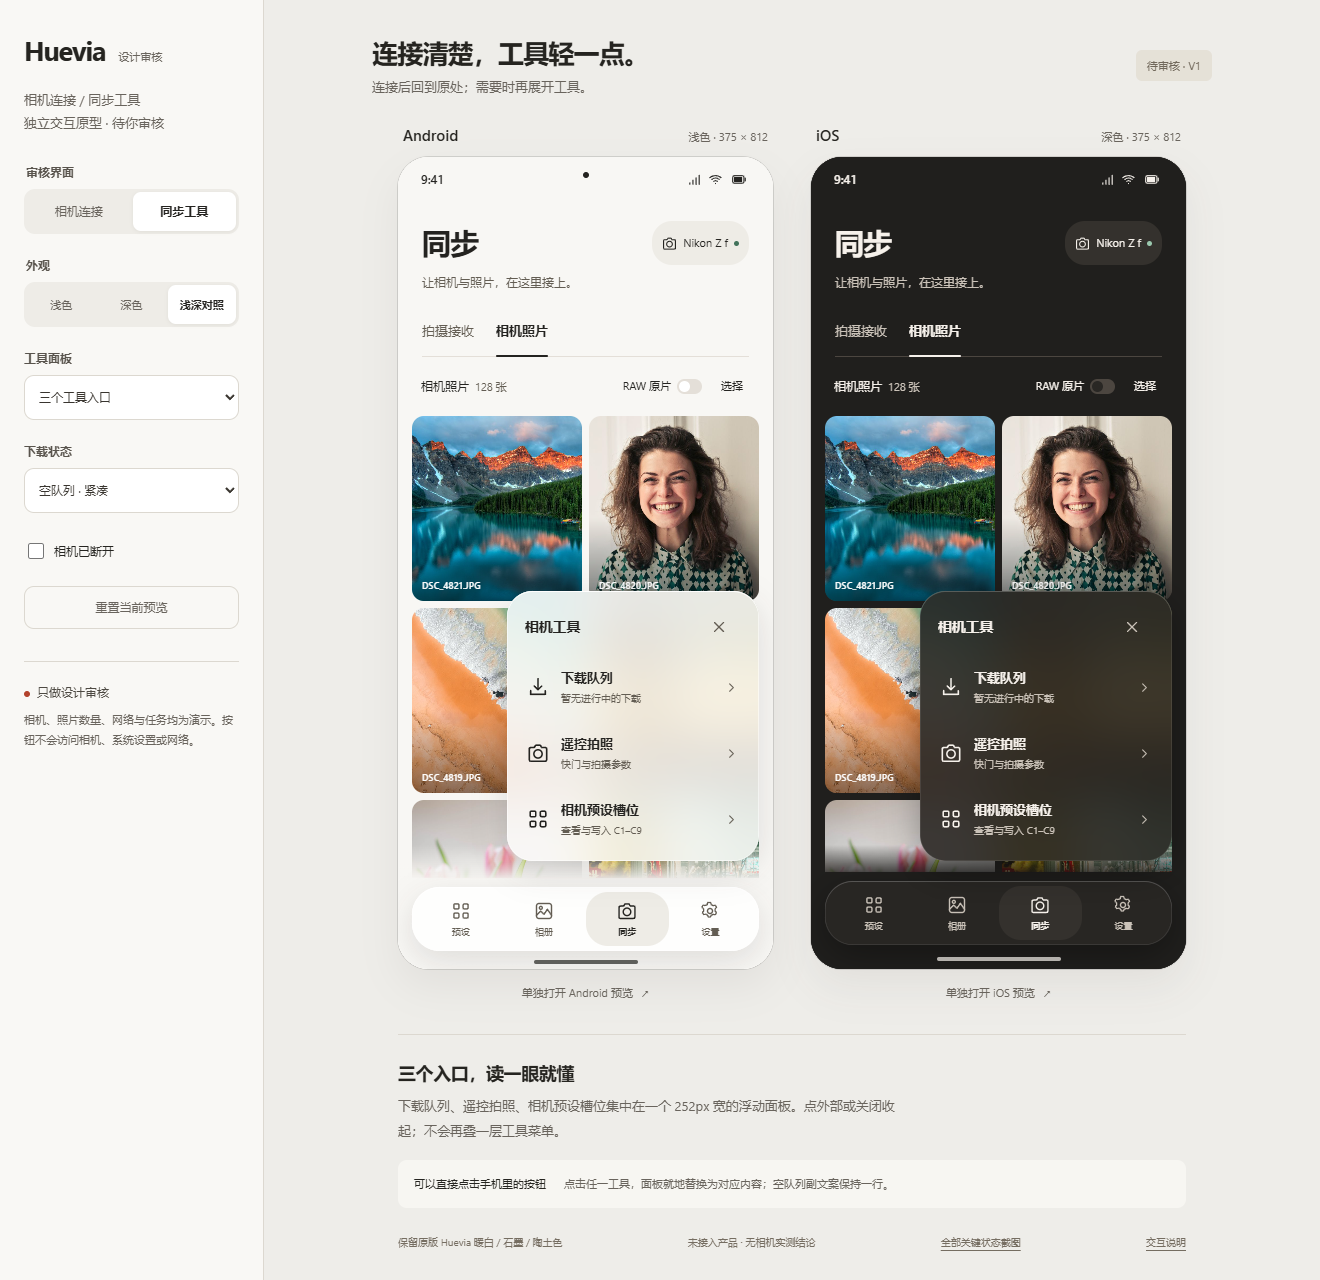 Huevia 设计审核
相机连接 / 同步工具
独立交互原型 · 待你审核
审核界面
相机连接 同步工具
外观
浅色 深色 浅深对照
工具面板
三个工具入口
下载状态
空队列 · 紧凑
相机已断开
重置当前预览
只做设计审核
相机、照片数量、网络与任务均为演示。按
钮不会访问相机、系统设置或网络。
连接清楚，工具轻一点。
连接后回到原处；需要时再展开工具。
待审核 · V1
Android 浅色 · 375 × 812
9:41
同步
Nikon Z f
让相机与照片，在这里接上。
拍摄接收 相机照片
相机照片 128 张 RAW 原片 选择
DSC_4821.JPG
DSC_4820.JPG
DSC_4819.JPG
相机工具
下载队列
暂无进行中的下载
遥控拍照
快门与拍摄参数
相机预设槽位
查看与写入 C1–C9
预设 相册 同步 设置
单独打开 Android 预览 ↗
iOS 深色 · 375 × 812
9:41
同步
Nikon Z f
让相机与照片，在这里接上。
拍摄接收 相机照片
相机照片 128 张 RAW 原片 选择
DSC_4821.JPG
DSC_4820.JPG
DSC_4819.JPG
相机工具
下载队列
暂无进行中的下载
遥控拍照
快门与拍摄参数
相机预设槽位
查看与写入 C1–C9
预设 相册 同步 设置
单独打开 iOS 预览 ↗
三个入口，读一眼就懂
下载队列、遥控拍照、相机预设槽位集中在一个 252px 宽的浮动面板。点外部或关闭收
起；不会再叠一层工具菜单。
可以直接点击手机里的按钮 点击任一工具，面板就地替换为对应内容；空队列副文案保持一行。
保留原版 Huevia 暖白 / 石墨 / 陶土色 未接入产品 · 无相机实测结论 全部关键状态截图 交互说明